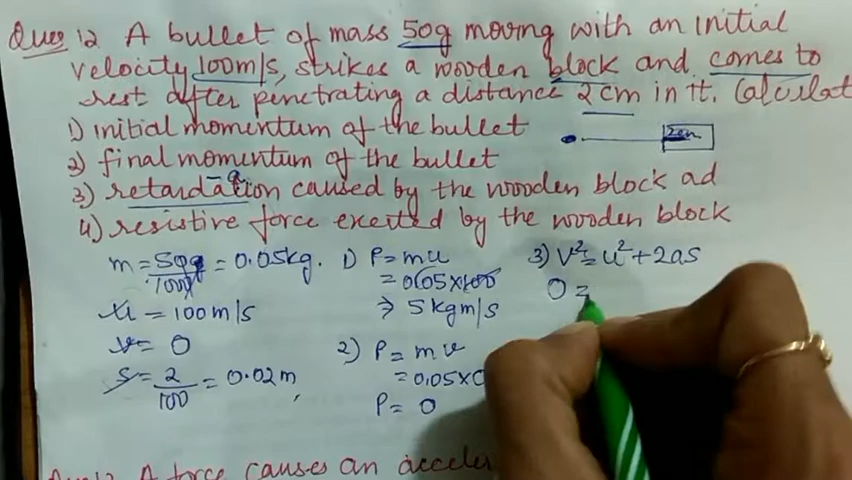 Ques 12 A bullet of mass 50g moving with an initial
velocity 100m/s, strikes a wooden block and comes to
rest after penetrating a distance 2cm in it. Calculat
1) initial momentum of the bullet
2cm
2) final momentum of the bullet
-a
3) retardation caused by the wooden block ad
4) resistive force exerted by the wooden block
m = 50g/1000 = 0.05kg.
u = 100m/s
v = 0
s = 2/100 = 0.02m,
1) P = mu
= 0.05×100
⇒ 5kgm/s
2) P = mv
= 0.05×0
P = 0
3) V² = u² + 2as
0 =
A force causes an acceler